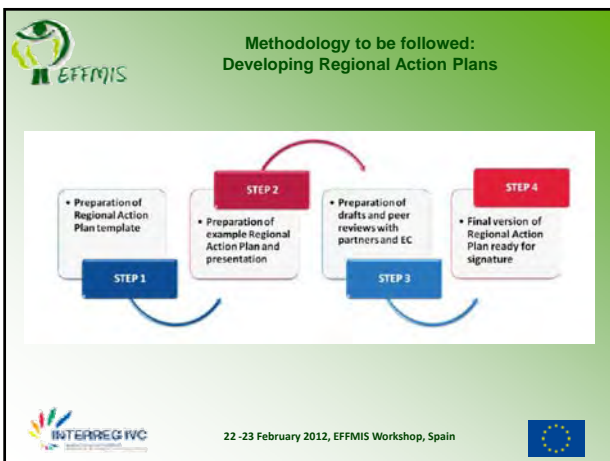 EFFMIS
Methodology to be followed:
Developing Regional Action Plans
• Preparation of
Regional Action
Plan template
STEP 1
STEP 2
• Preparation of
example Regional
Action Plan and
presentation
• Preparation of
drafts and peer
reviews with
partners and EC
STEP 3
STEP 4
• Final version of
Regional Action
Plan ready for
signature
INTERREG IVC
22 -23 February 2012, EFFMIS Workshop, Spain